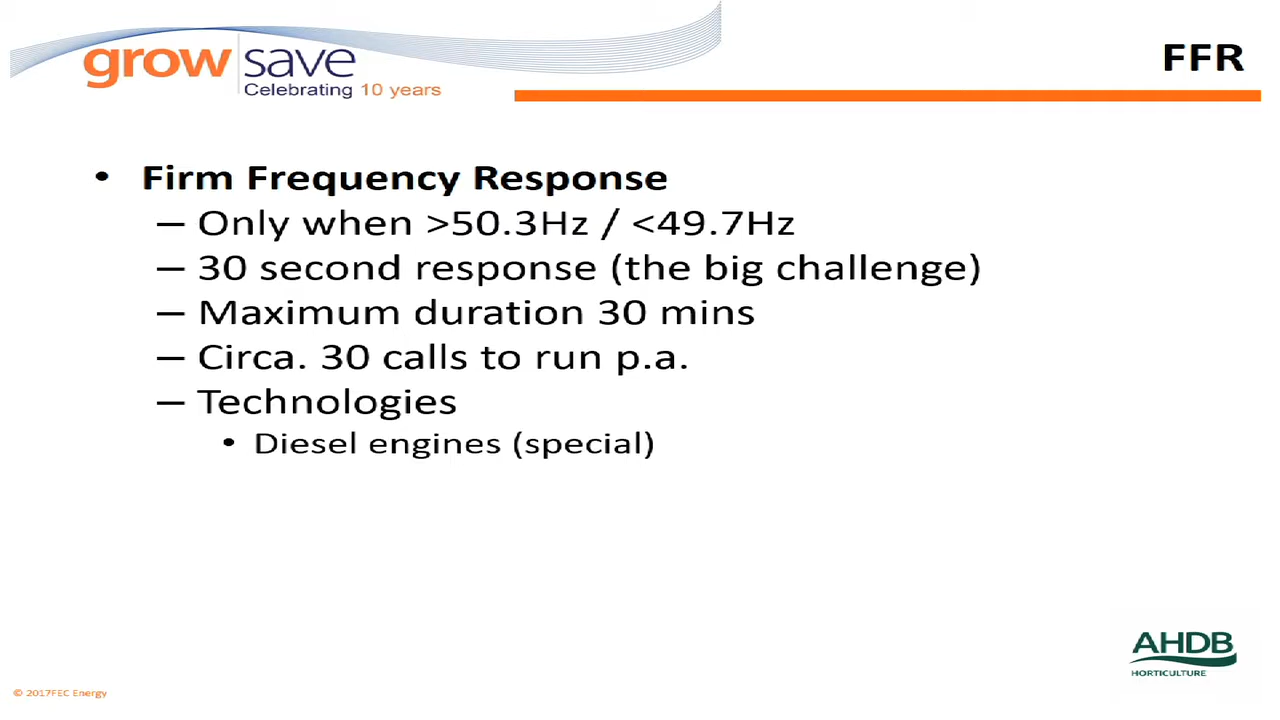 grow save
Celebrating 10 years
FFR
• Firm Frequency Response
– Only when >50.3Hz / <49.7Hz
– 30 second response (the big challenge)
– Maximum duration 30 mins
– Circa. 30 calls to run p.a.
– Technologies
• Diesel engines (special)
AHDB
HORTICULTURE
© 2017FEC Energy